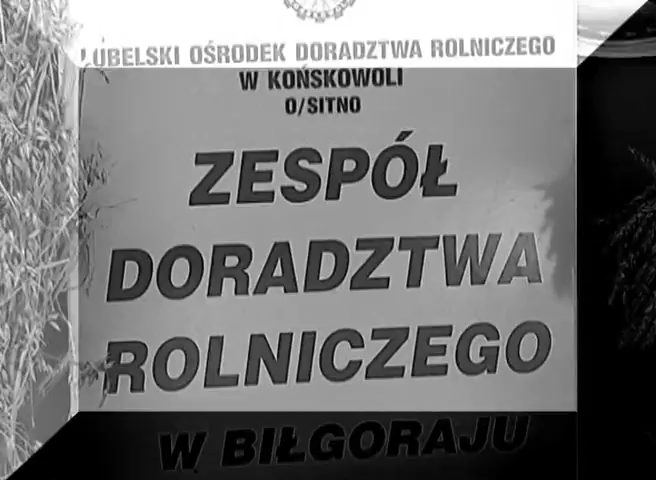 LUBELSKI OŚRODEK DORADZTWA ROLNICZEGO
W KOŃSKOWOLI
O/SITNO
ZESPÓŁ
DORADZTWA
ROLNICZEGO
W BIŁGORAJU